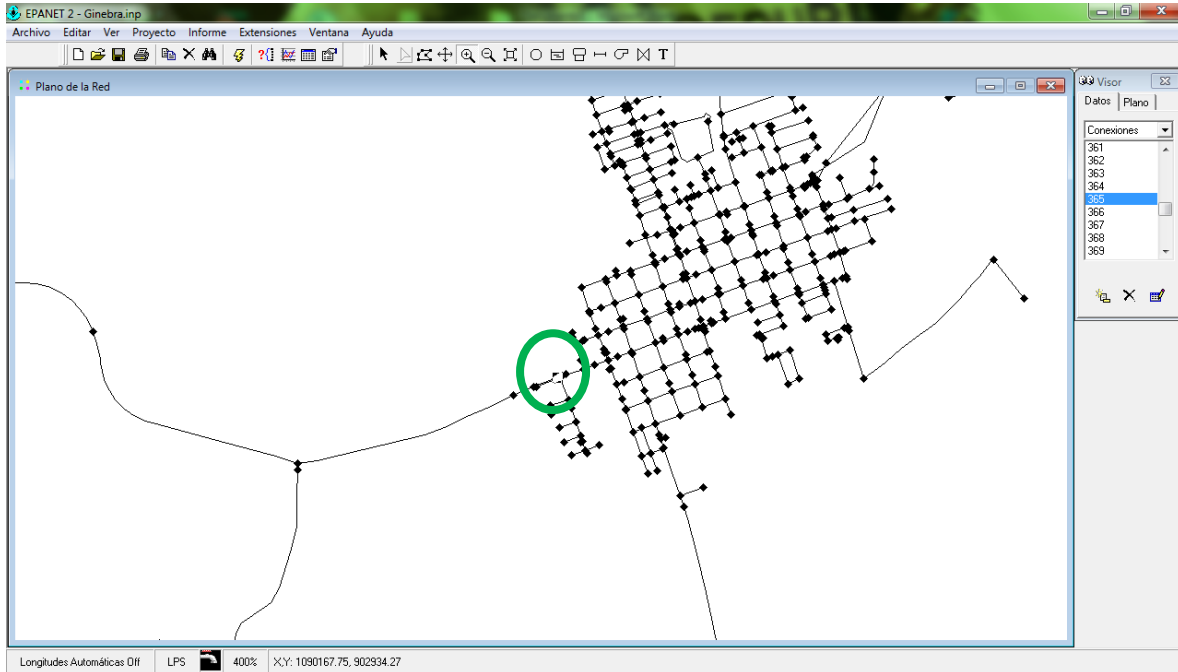 EPANET 2 - Ginebra.inp
Archivo Editar Ver Proyecto Informe Extensiones Ventana Ayuda
T
Plano de la Red
Visor
Datos Plano
Conexiones
361
362
363
364
365
366
367
368
369
Longitudes Automáticas Off LPS 400% X,Y: 1090167.75, 902934.27